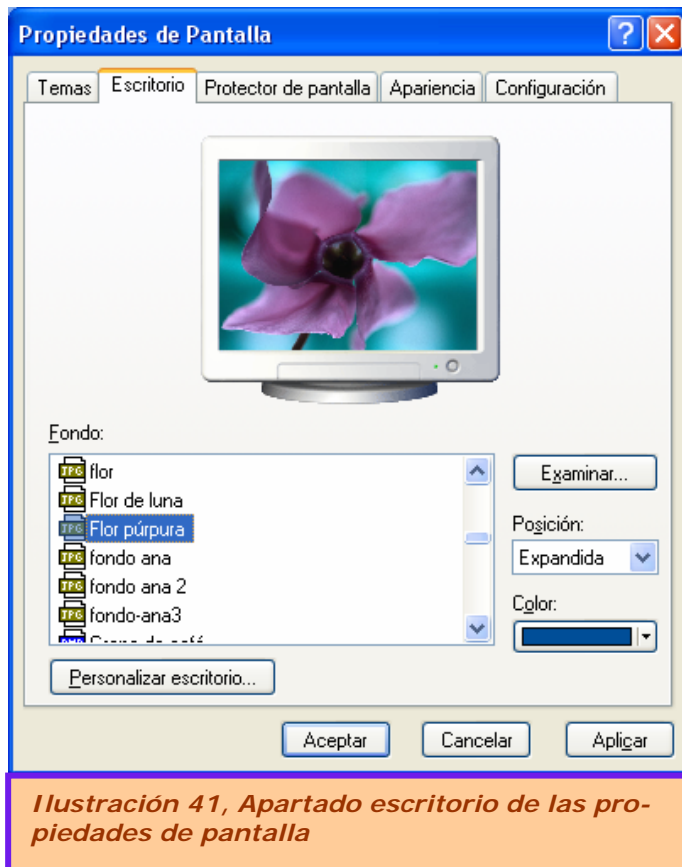 Propiedades de Pantalla
Temas Escritorio Protector de pantalla Apariencia Configuración
Fondo:
flor
Flor de luna
Flor púrpura
fondo ana
fondo ana 2
fondo-ana3
Examinar...
Posición:
Expandida
Color:
Personalizar escritorio...
Aceptar Cancelar Aplicar
Ilustración 41, Apartado escritorio de las pro-
piedades de pantalla